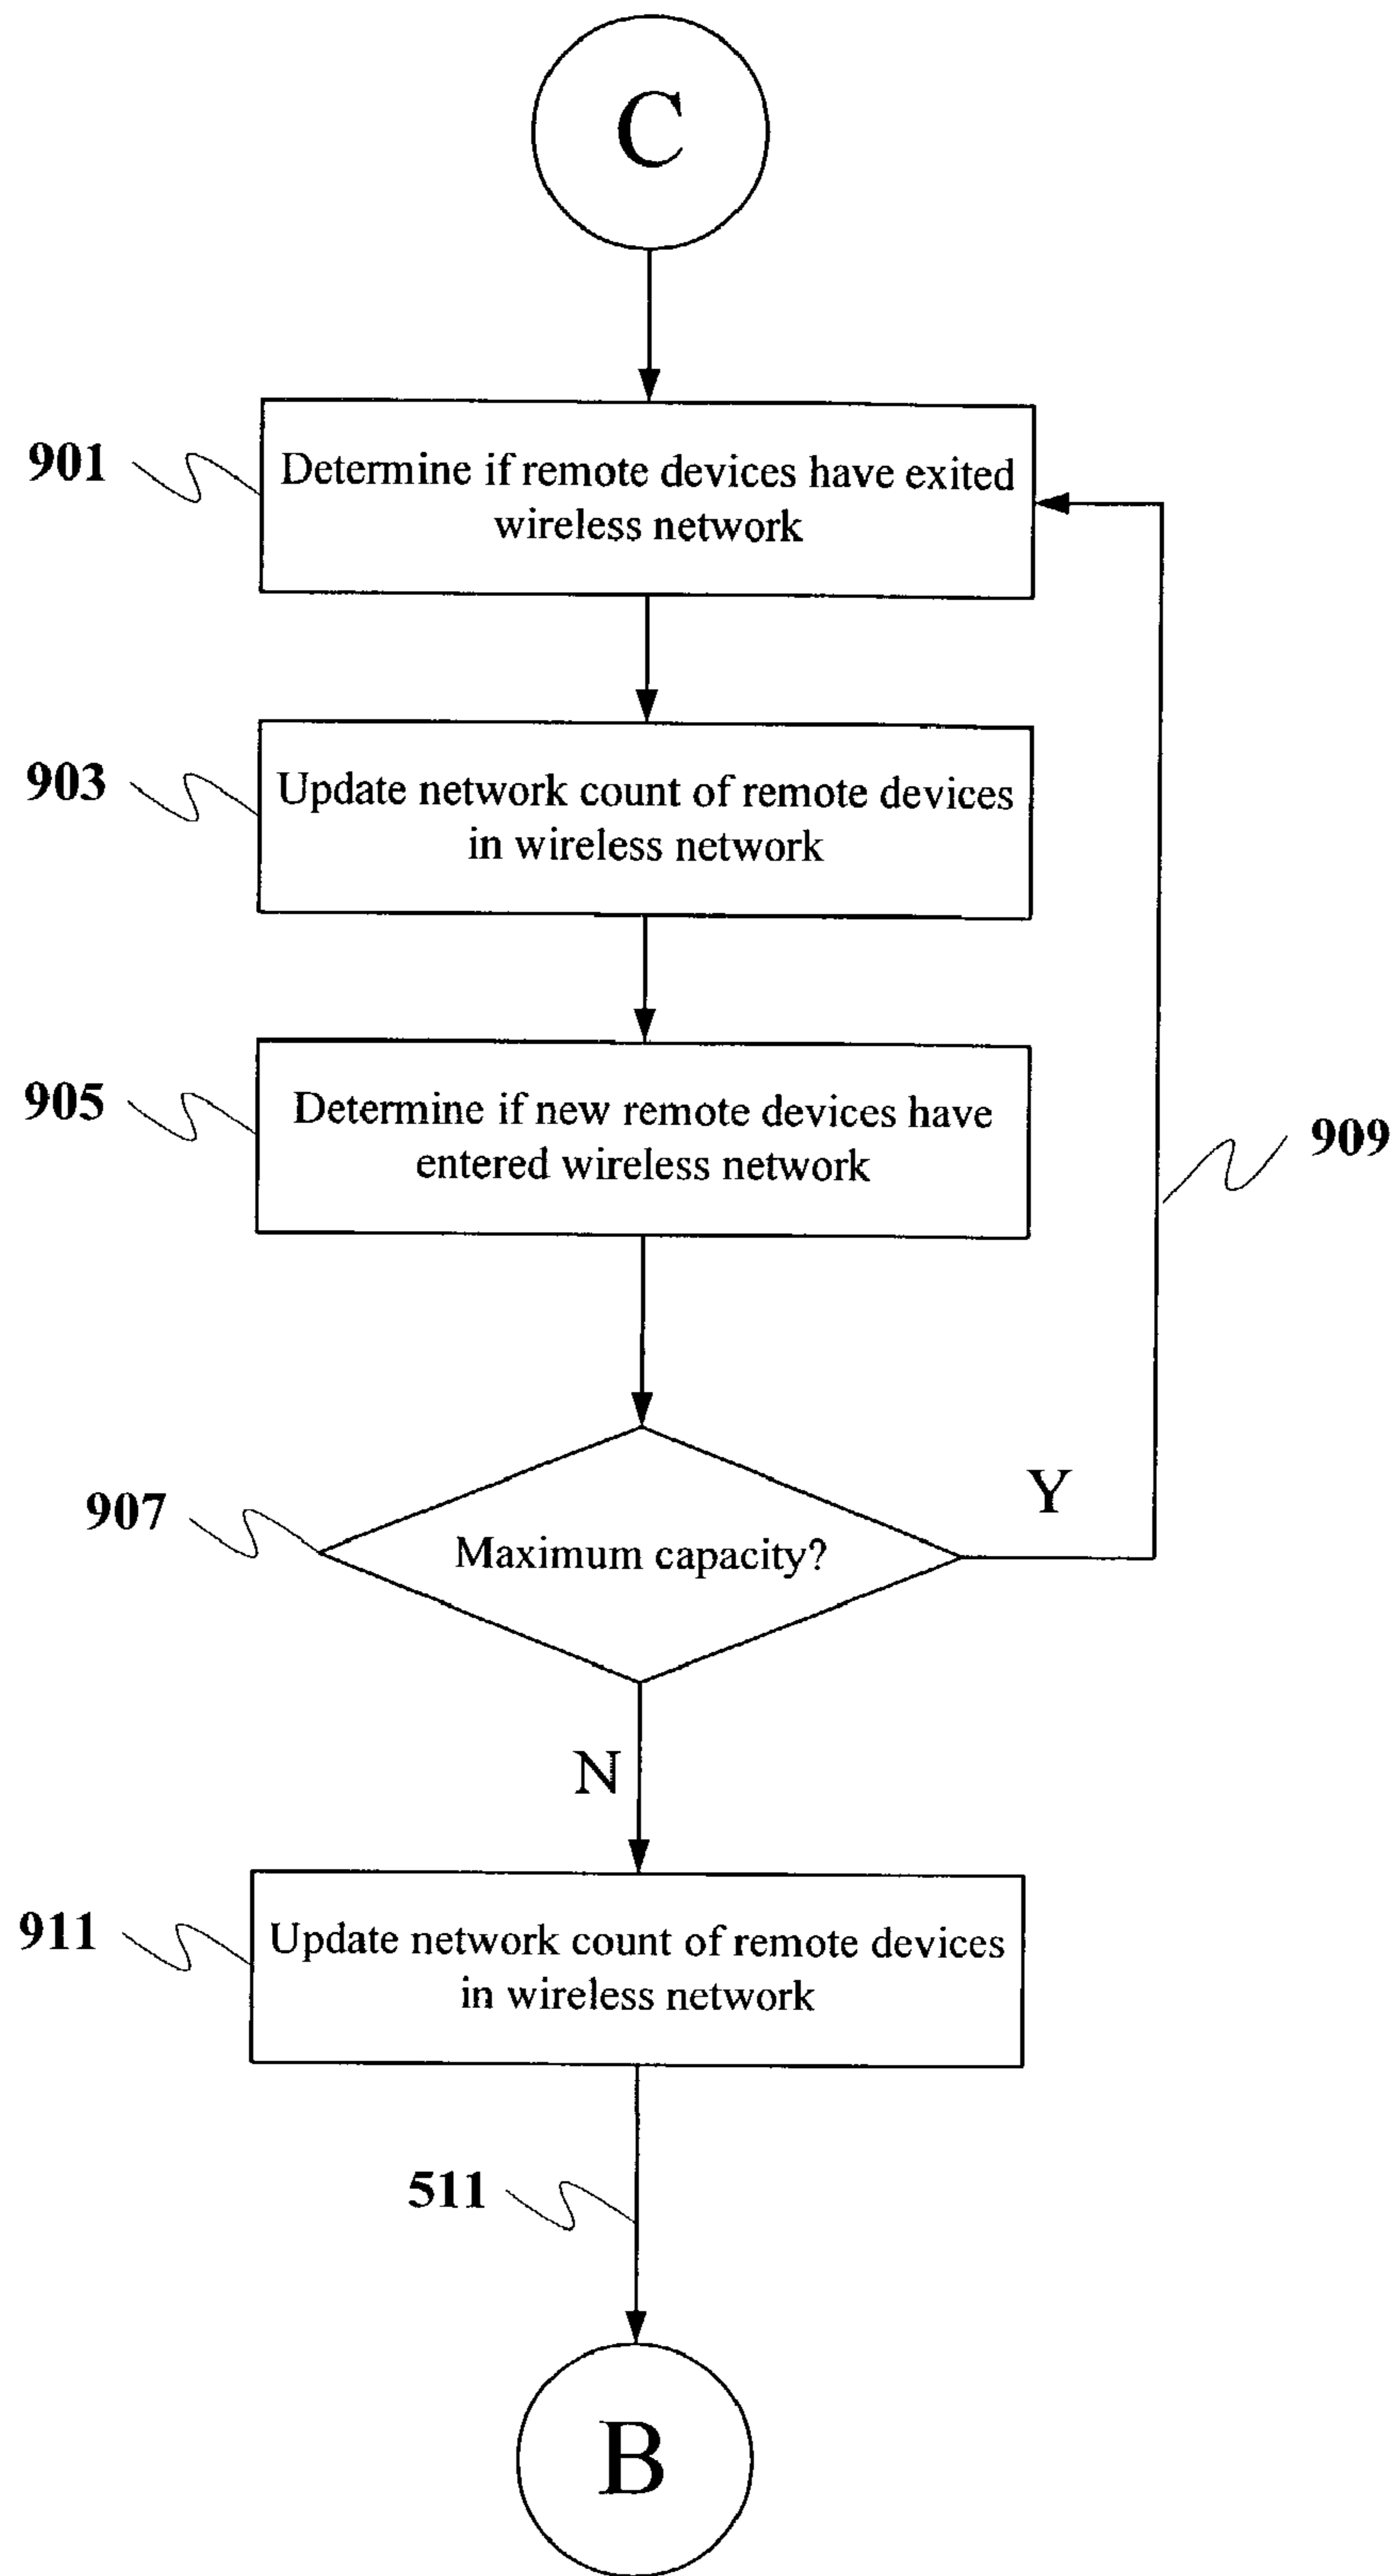 C
901
Determine if remote devices have exited
wireless network
903
Update network count of remote devices
in wireless network
905
Determine if new remote devices have
entered wireless network
909
907
Maximum capacity?
Y
N
911
Update network count of remote devices
in wireless network
511
B